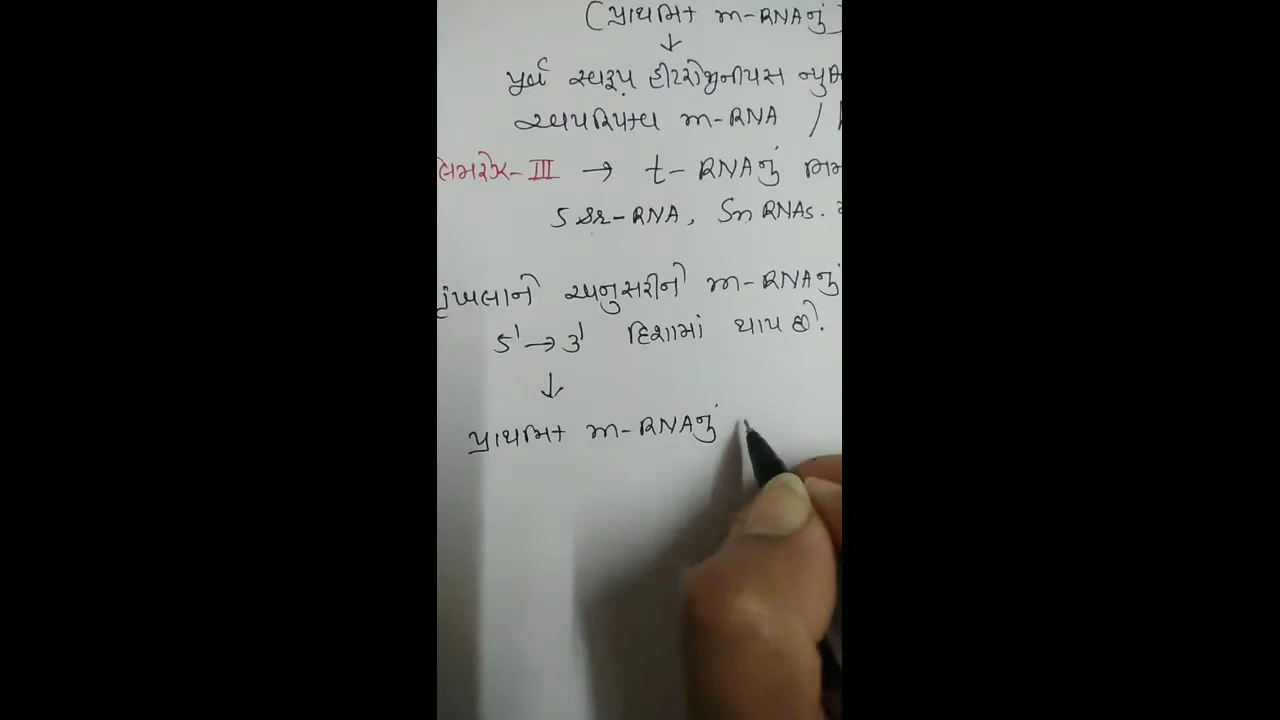 (પ્રાથમિક m-RNAનું)
↓
પૂર્વ સ્વરૂપ હીટરોજીનીયસ
અપરિપક્વ m-RNA /
લિમરેઝ-III → t-RNAનું
5 Sr-RNA, Sn RNAs.
શૃંખલાને અનુસરીને m-RNAનું
5' → 3' દિશામાં થાય છે.
↓
પ્રાથમિક m-RNAનું